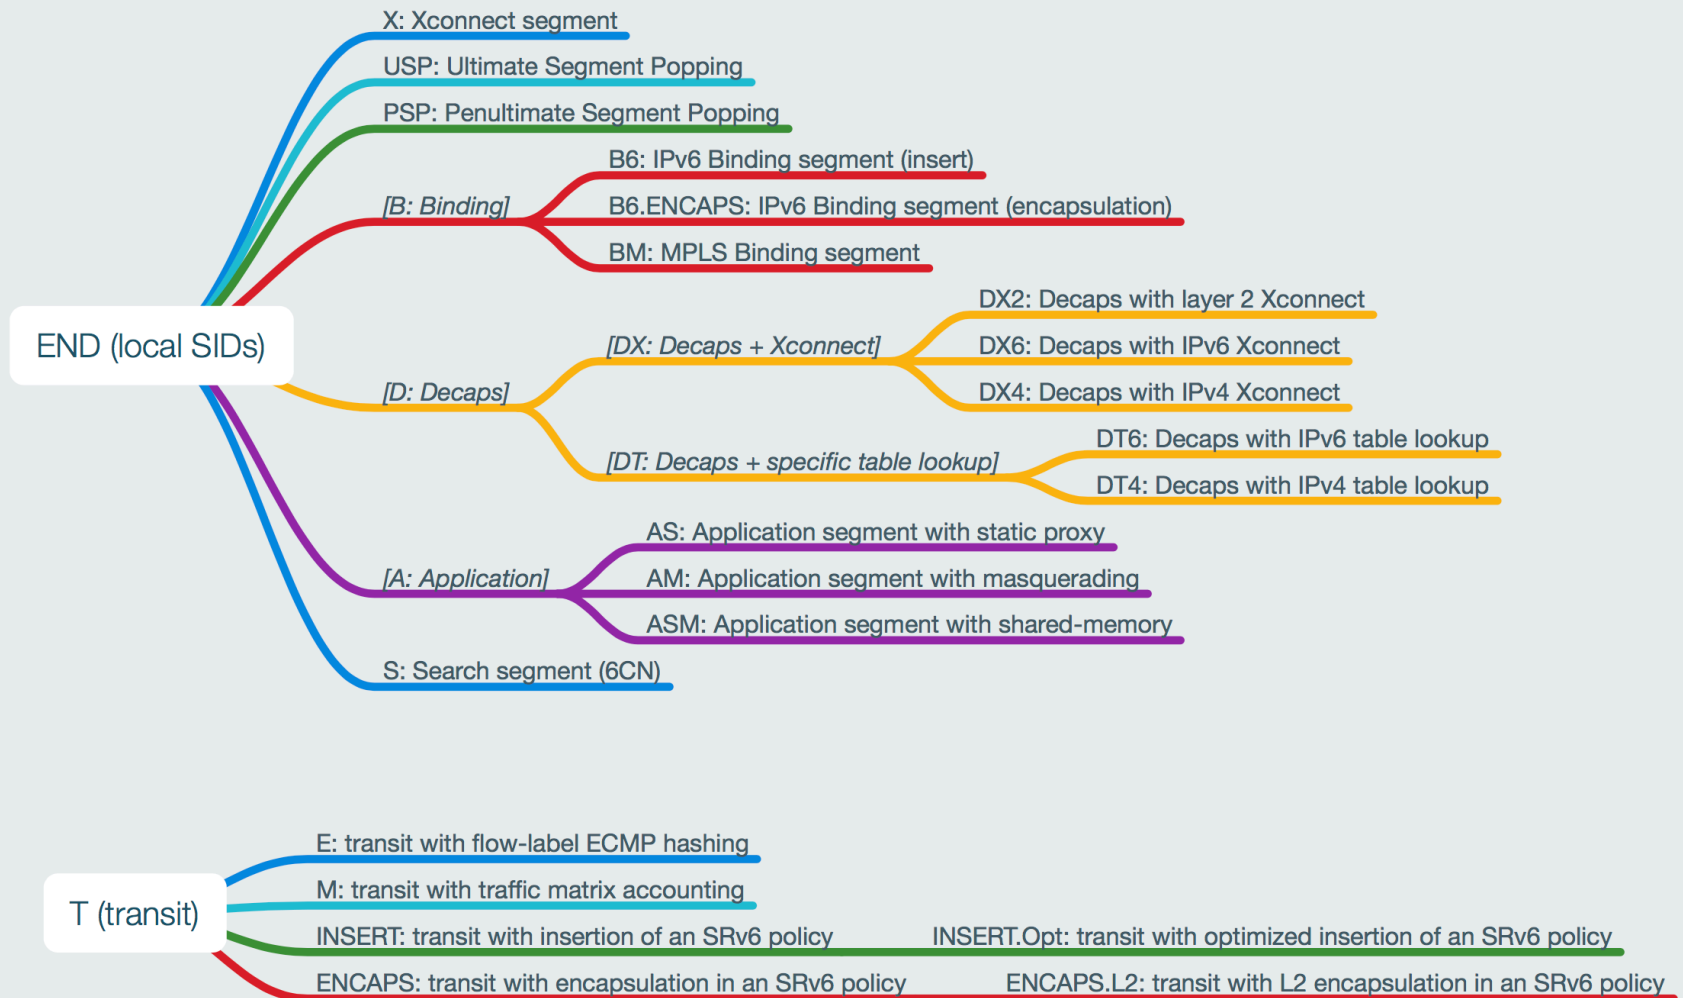 X: Xconnect segment
USP: Ultimate Segment Popping
PSP: Penultimate Segment Popping
B6: IPv6 Binding segment (insert)
[B: Binding]
B6.ENCAPS: IPv6 Binding segment (encapsulation)
BM: MPLS Binding segment
DX2: Decaps with layer 2 Xconnect
END (local SIDs)
[DX: Decaps + Xconnect]
DX6: Decaps with IPv6 Xconnect
[D: Decaps]
DX4: Decaps with IPv4 Xconnect
DT6: Decaps with IPv6 table lookup
[DT: Decaps + specific table lookup]
DT4: Decaps with IPv4 table lookup
AS: Application segment with static proxy
[A: Application]
AM: Application segment with masquerading
ASM: Application segment with shared-memory
S: Search segment (6CN)
E: transit with flow-label ECMP hashing
M: transit with traffic matrix accounting
T (transit)
INSERT: transit with insertion of an SRv6 policy
INSERT.Opt: transit with optimized insertion of an SRv6 policy
ENCAPS: transit with encapsulation in an SRv6 policy
ENCAPS.L2: transit with L2 encapsulation in an SRv6 policy